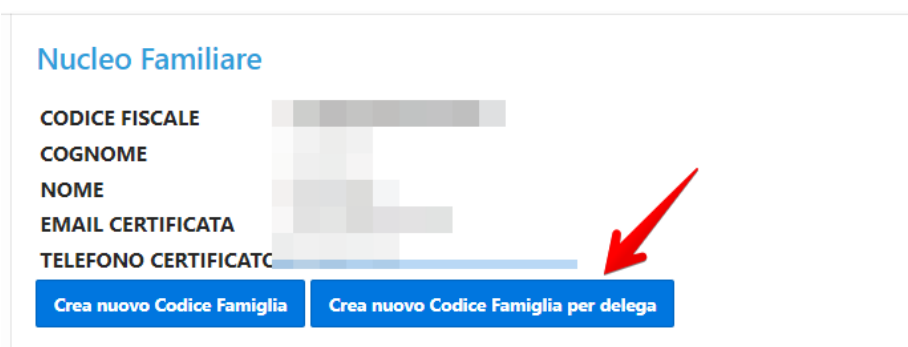 Nucleo Familiare
CODICE FISCALE
COGNOME
NOME
EMAIL CERTIFICATA
TELEFONO CERTIFICATO
Crea nuovo Codice Famiglia Crea nuovo Codice Famiglia per delega